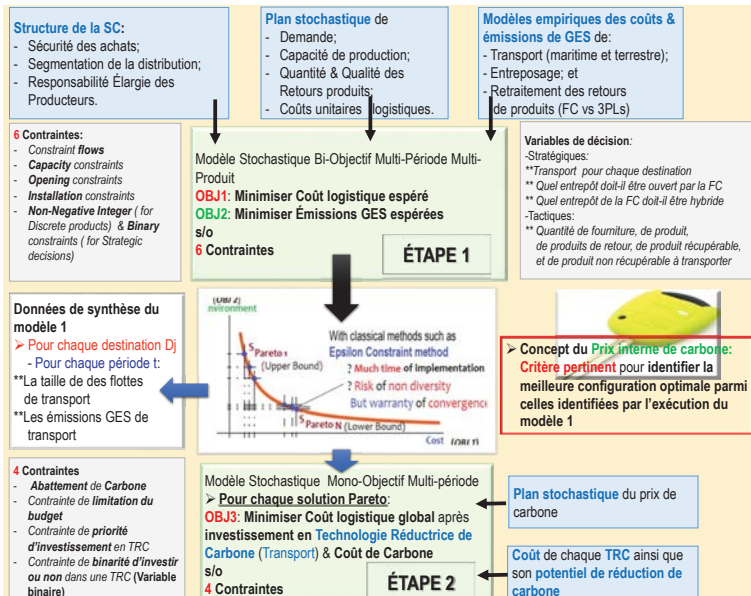 Structure de la SC:
- Sécurité des achats;
- Segmentation de la distribution;
- Responsabilité Élargie des
Producteurs.
Plan stochastique de
- Demande;
- Capacité de production;
- Quantité & Qualité des
Retours produits;
- Coûts unitaires logistiques.
Modèles empiriques des coûts &
émissions de GES de:
- Transport (maritime et terrestre);
- Entreposage; et
- Retraitement des retours
de produits (FC vs 3PLs)
6 Contraintes:
- Constraint flows
- Capacity constraints
- Opening constraints
- Installation constraints
- Non-Negative Integer ( for
Discrete products) & Binary
constraints ( for Strategic
decisions)
Modèle Stochastique Bi-Objectif Multi-Période Multi-
Produit
OBJ1: Minimiser Coût logistique espéré
OBJ2: Minimiser Émissions GES espérées
s/o
6 Contraintes
ÉTAPE 1
Variables de décision:
-Stratégiques:
**Transport pour chaque destination
** Quel entrepôt doit-il être ouvert par la FC
** Quel entrepôt de la FC doit-il être hybride
-Tactiques:
** Quantité de fourniture, de produit,
de produits de retour, de produit récupérable,
et de produit non récupérable à transporter
Données de synthèse du
modèle 1
➢ Pour chaque destination Dj
- Pour chaque période t:
**La taille de des flottes
de transport
**Les émissions GES de
transport
(OBJ 2)
nvironment
S Pareto 1
(Upper Bound)
With classical methods such as
Epsilon Constraint method
? Much time of Implementation
? Risk of non diversity
But warranty of convergence
S Pareto N (Lower Bound)
Cost (OBJ 1)
➢ Concept du Prix interne de carbone:
Critère pertinent pour identifier la
meilleure configuration optimale parmi
celles identifiées par l'exécution du
modèle 1
4 Contraintes
- Abattement de Carbone
- Contrainte de limitation du
budget
- Contrainte de priorité
d'investissement en TRC
- Contrainte de binarité d'investir
ou non dans une TRC (Variable
binaire)
Modèle Stochastique Mono-Objectif Multi-période
➢ Pour chaque solution Pareto:
OBJ3: Minimiser Coût logistique global après
investissement en Technologie Réductrice de
Carbone (Transport) & Coût de Carbone
s/o
4 Contraintes
ÉTAPE 2
Plan stochastique du prix de
carbone
Coût de chaque TRC ainsi que
son potentiel de réduction de
carbone